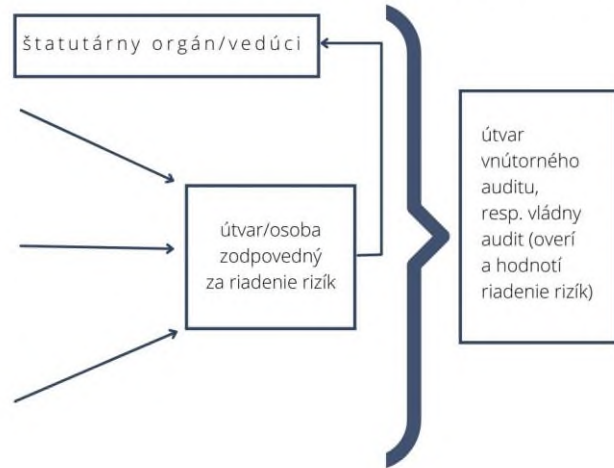 štatutárny orgán/vedúci
útvar/osoba
zodpovedný
za riadenie rizík
útvar
vnútorného
auditu,
resp. vládny
audit (overí
a hodnotí
riadenie rizík)